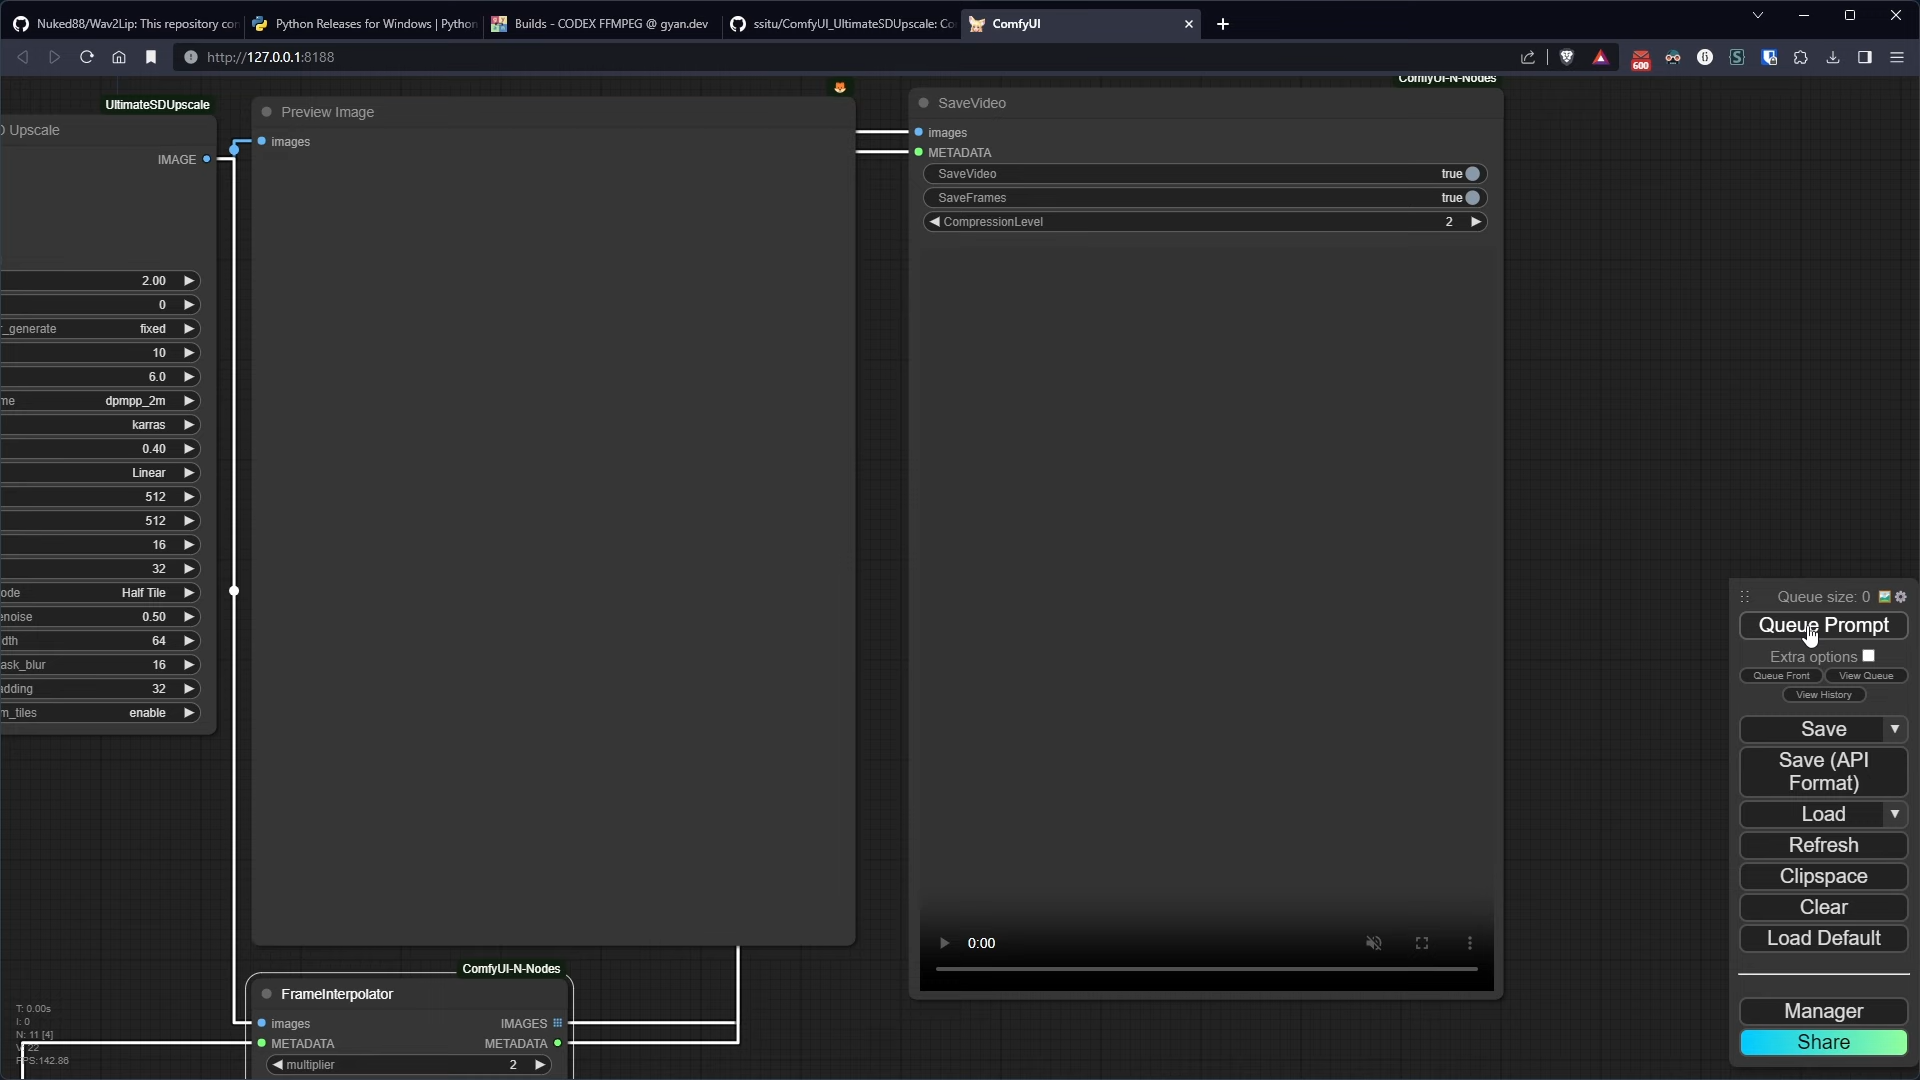 Nuked88/Wav2Lip: This repository con
Python Releases for Windows | Python
Builds - CODEX FFMPEG @ gyan.dev
ssitu/ComfyUI_UltimateSDUpscale: Co
ComfyUI
http://127.0.0.1:8188
600
UltimateSDUpscale
D Upscale
IMAGE
2.00
0
r_generate fixed
10
6.0
me dpmpp_2m
karras
0.40
Linear
512
512
16
32
ode Half Tile
enoise 0.50
dth 64
ask_blur 16
adding 32
m_tiles enable
Preview Image
images
ComfyUI-N-Nodes
SaveVideo
images
METADATA
SaveVideo true
SaveFrames true
CompressionLevel 2
0:00
ComfyUI-N-Nodes
FrameInterpolator
images IMAGES
METADATA METADATA
multiplier 2
T: 0.00s
I: 0
N: 11 [4]
V: 22
FPS:142.86
Queue size: 0
Queue Prompt
Extra options
Queue Front View Queue
View History
Save
Save (API
Format)
Load
Refresh
Clipspace
Clear
Load Default
Manager
Share